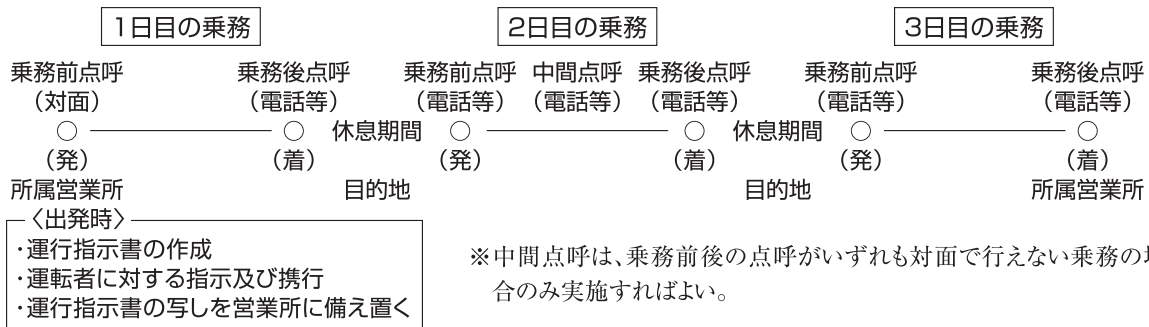 1日目の乗務 2日目の乗務 3日目の乗務
乗務前点呼 乗務後点呼 乗務前点呼 中間点呼 乗務後点呼 乗務前点呼 乗務後点呼
(対面) (電話等) (電話等) (電話等) (電話等) (電話等) (電話等)
休息期間 休息期間
(発) (着) (発) (着) (発) (着)
所属営業所 目的地 目的地 所属営業所
〈出発時〉
・運行指示書の作成
・運転者に対する指示及び携行
・運行指示書の写しを営業所に備え置く
※中間点呼は、乗務前後の点呼がいずれも対面で行えない乗務の場
合のみ実施すればよい。